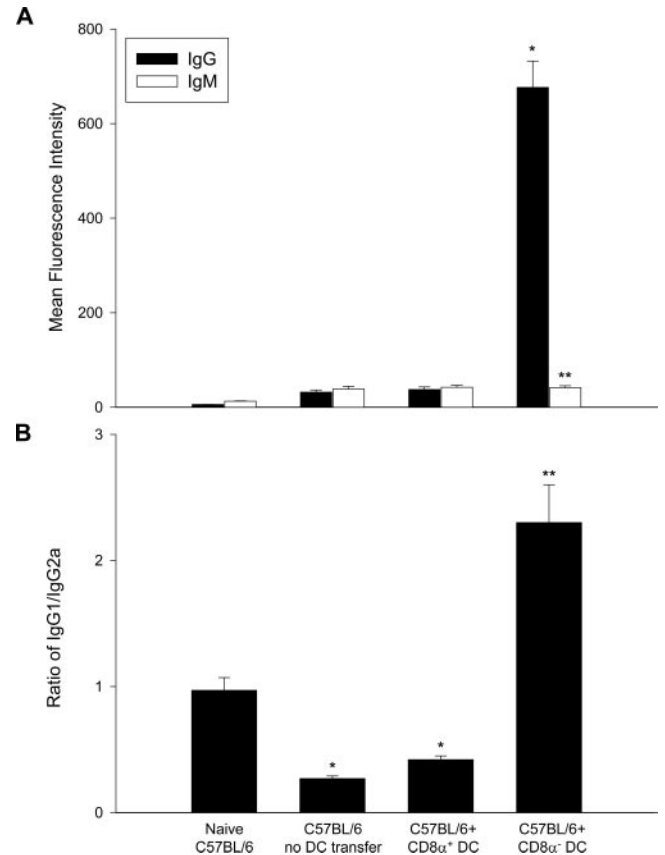 A
800
600
400
200
0
Mean Fluorescence Intensity
IgG
IgM
*
**
B
3
2
1
0
Ratio of IgG1/IgG2a
*
*
**
Naive
C57BL/6
C57BL/6
no DC transfer
C57BL/6+
CD8α⁺ DC
C57BL/6+
CD8α⁻ DC